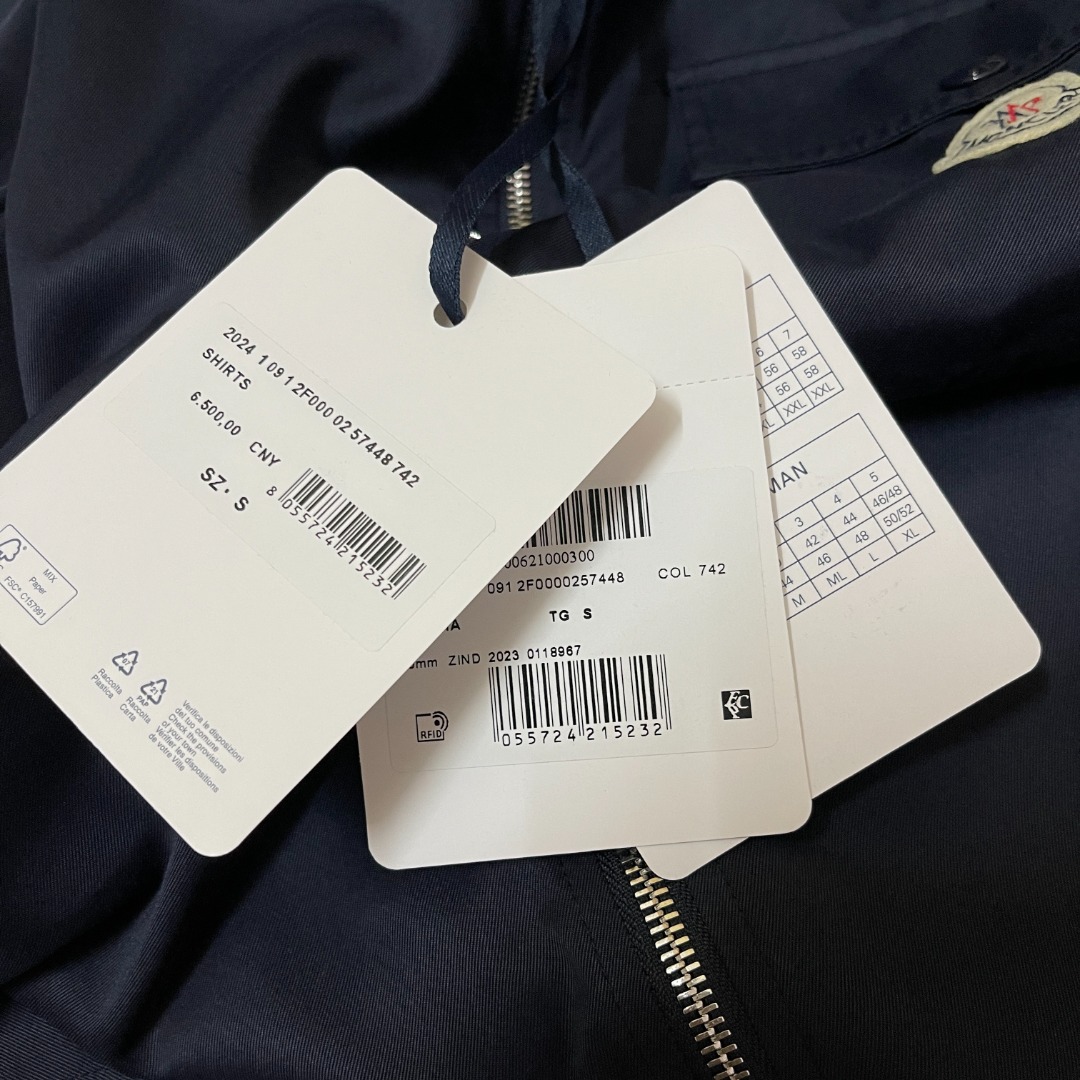 2024 1 09 1 2F000 02 57448 742
SHIRTS
6.500,00 CNY
SZ. S
8 055724 215232
MIX
Paper
FSC® C157991
67
21
PAP
Raccolta
Plastica
Raccolta
Carta
Verifica le disposizioni
del tuo comune
Check the provisions
of your town
Vérifier les dispositions
de votre Ville
00621000300
091 2F0000257448 COL 742
TG S
mm ZIND 2023 0118967
055724 215232
RFID
6 7
56 58
56 58
XXL XXL
MAN
3 4 5
42 44 46/48
46 48 50/52
M ML L XL